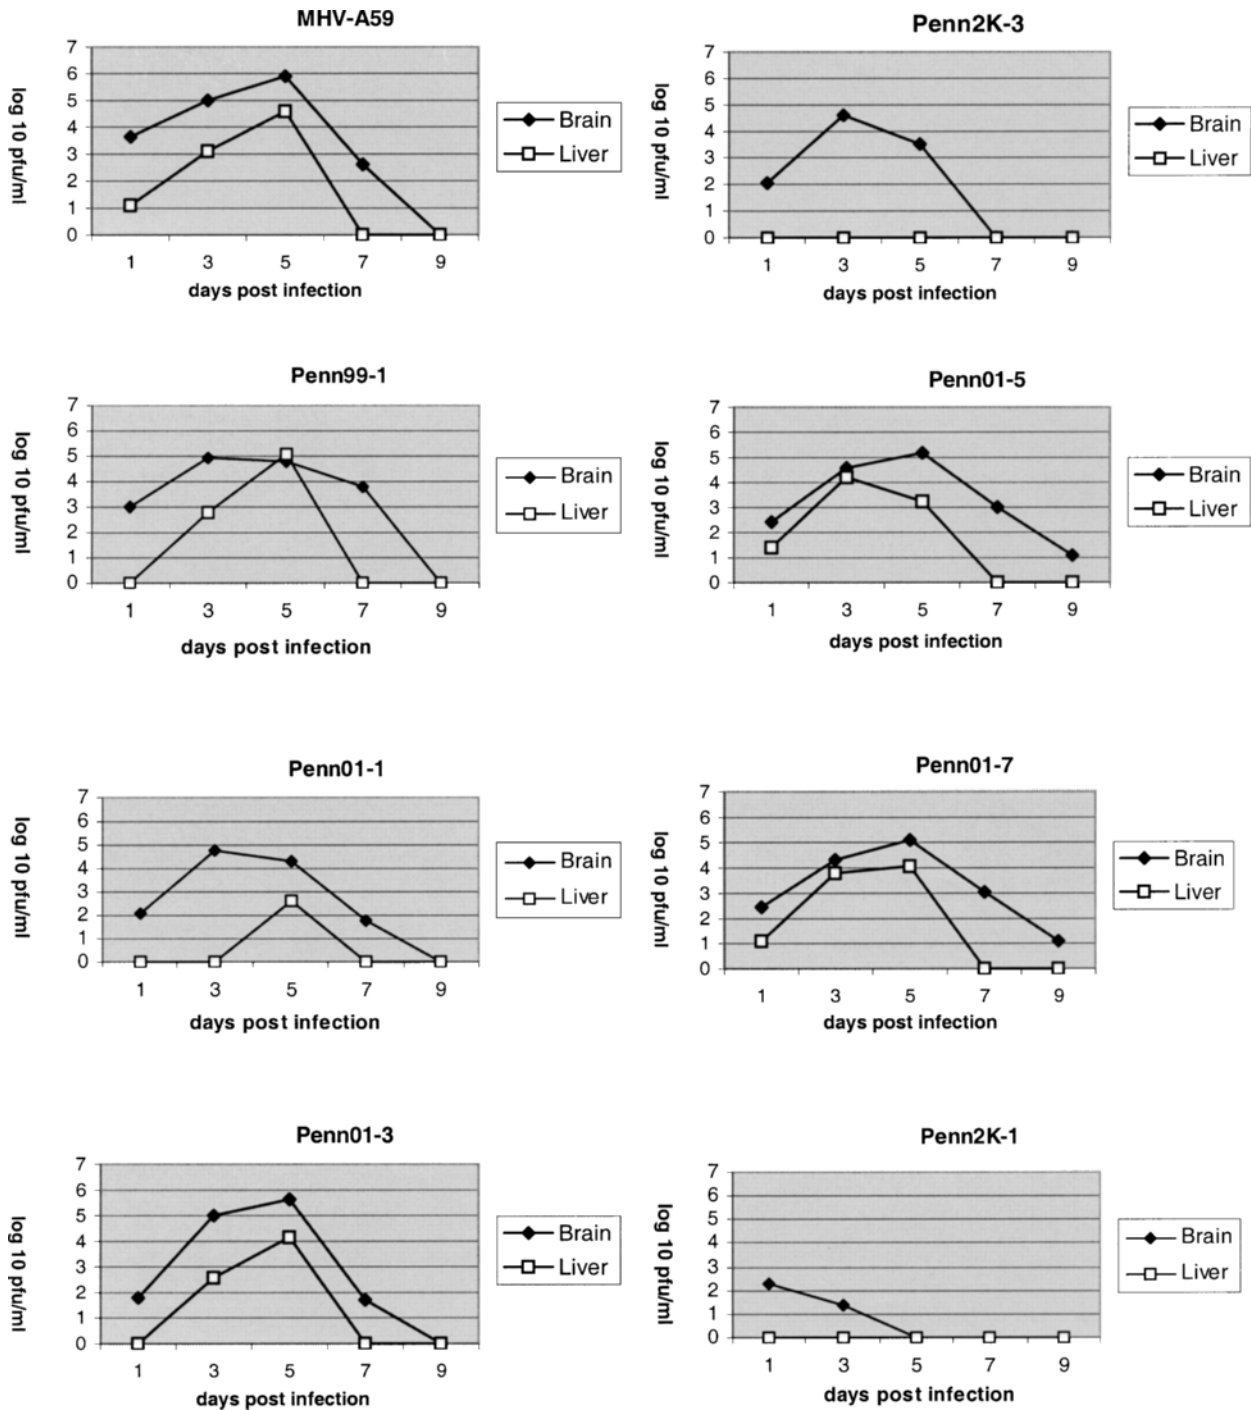 MHV-A59
log 10 pfu/ml
7
6
5
4
3
2
1
0
1 3 5 7 9
days post infection
Brain
Liver
Penn2K-3
log 10 pfu/ml
7
6
5
4
3
2
1
0
1 3 5 7 9
days post infection
Brain
Liver
Penn99-1
log 10 pfu/ml
7
6
5
4
3
2
1
0
1 3 5 7 9
days post infection
Brain
Liver
Penn01-5
log 10 pfu/ml
7
6
5
4
3
2
1
0
1 3 5 7 9
days post infection
Brain
Liver
Penn01-1
log 10 pfu/ml
7
6
5
4
3
2
1
0
1 3 5 7 9
days post infection
Brain
Liver
Penn01-7
log 10 pfu/ml
7
6
5
4
3
2
1
0
1 3 5 7 9
days post infection
Brain
Liver
Penn01-3
log 10 pfu/ml
7
6
5
4
3
2
1
0
1 3 5 7 9
days post infection
Brain
Liver
Penn2K-1
log 10 pfu/ml
7
6
5
4
3
2
1
0
1 3 5 7 9
days post infection
Brain
Liver